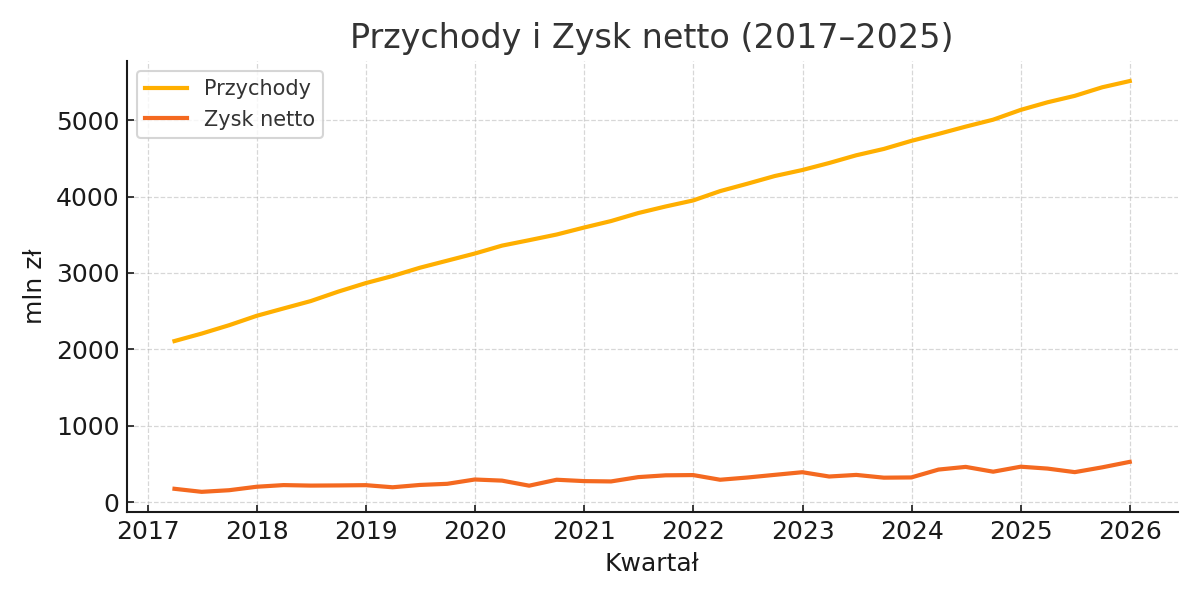 Przychody i Zysk netto (2017–2025)
Przychody
Zysk netto
5000
4000
3000
2000
1000
0
mln zł
2017 2018 2019 2020 2021 2022 2023 2024 2025 2026
Kwartał